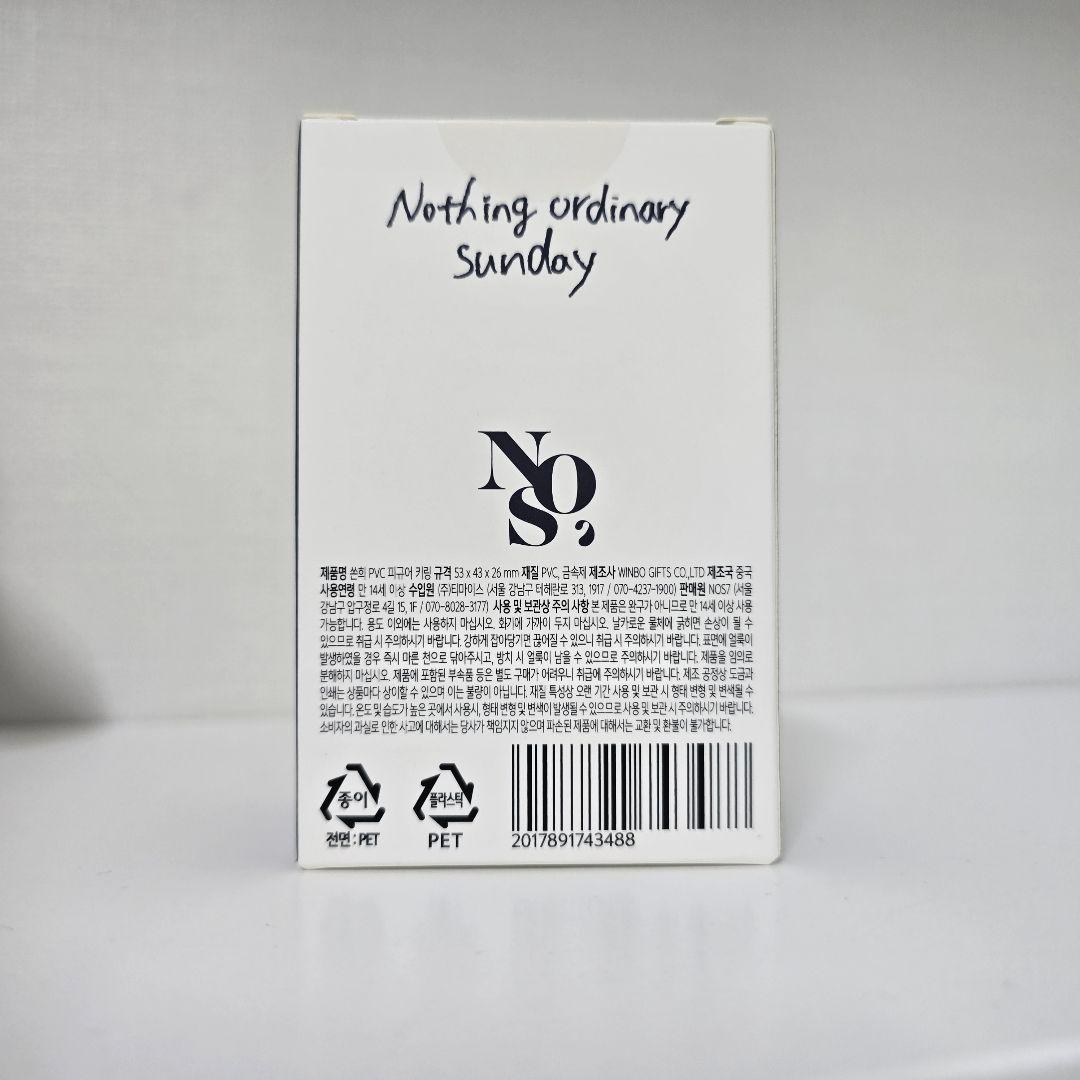 Nothing ordinary
sunday
NOS,
제품명 쏜희 PVC 피규어 키링 규격 53 x 43 x 26 mm 재질 PVC, 금속제 제조사 WINBO GIFTS CO.,LTD 제조국 중국
사용연령 만 14세 이상 수입원 (주)티마이스 (서울 강남구 테헤란로 313, 1917 / 070-4237-1900) 판매원 NOS7 (서울
강남구 압구정로 4길 15, 1F / 070-8028-3177) 사용 및 보관상 주의 사항 본 제품은 완구가 아니므로 만 14세 이상 사용
가능합니다. 용도 이외에는 사용하지 마십시오. 화기에 가까이 두지 마십시오. 날카로운 물체에 긁히면 손상이 될 수
있으므로 취급 시 주의하시기 바랍니다. 강하게 잡아당기면 끊어질 수 있으니 취급 시 주의하시기 바랍니다. 표면에 얼룩이
발생하였을 경우 즉시 마른 천으로 닦아주시고, 방치 시 얼룩이 남을 수 있으므로 주의하시기 바랍니다. 제품을 임의로
분해하지 마십시오. 제품에 포함된 부속품 등은 별도 구매가 어려우니 취급에 주의하시기 바랍니다. 제조 공정상 도금과
인쇄는 상품마다 상이할 수 있으며 이는 불량이 아닙니다. 재질 특성상 오랜 기간 사용 및 보관 시 형태 변형 및 변색될 수
있습니다. 온도 및 습도가 높은 곳에서 사용시, 형태 변형 및 변색이 발생될 수 있으므로 사용 및 보관 시 주의하시기 바랍니다.
소비자의 과실로 인한 사고에 대해서는 당사가 책임지지 않으며 파손된 제품에 대해서는 교환 및 환불이 불가합니다.
종이 플라스틱
전면 : PET PET 2017891743488